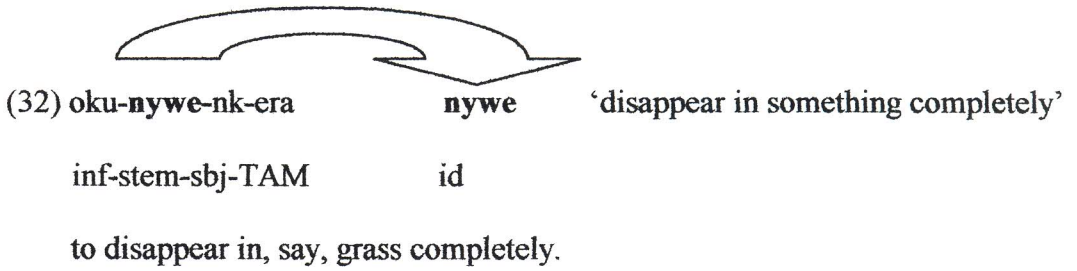 (32) oku-nywe-nk-era nywe ‘disappear in something completely’
inf-stem-sbj-TAM id
to disappear in, say, grass completely.